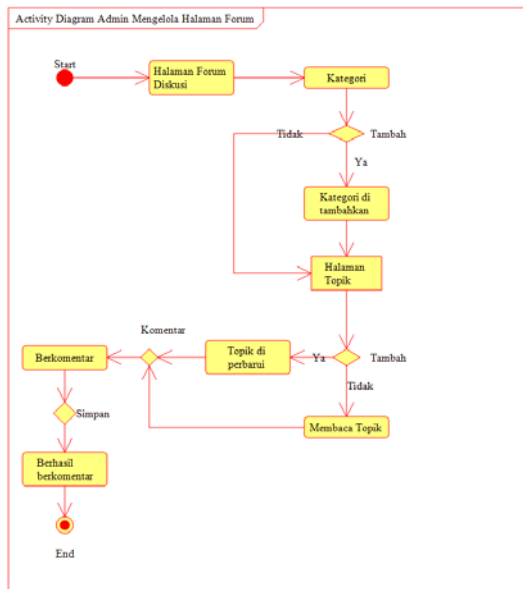 Activity Diagram Admin Mengelola Halaman Forum
Start
Halaman Forum
Diskusi
Kategori
Tidak
Tambah
Ya
Kategori di
tambahkan
Halaman
Topik
Komentar
Berkomentar
Topik di
perbarui
Ya
Tambah
Tidak
Membaca Topik
Simpan
Berhasil
berkomentar
End